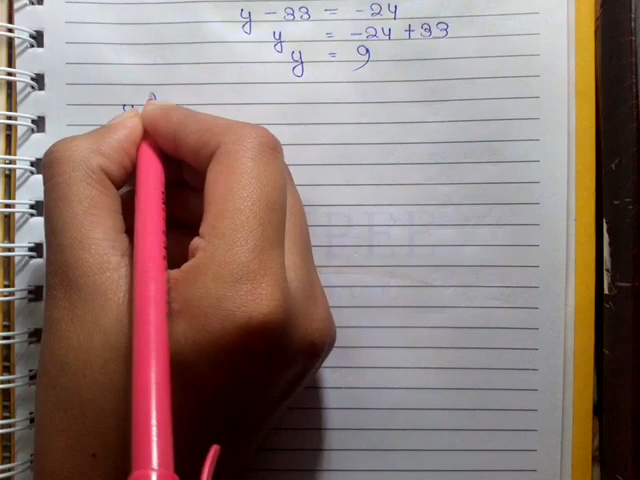 y - 33 = -24
y = -24 + 33
y = 9